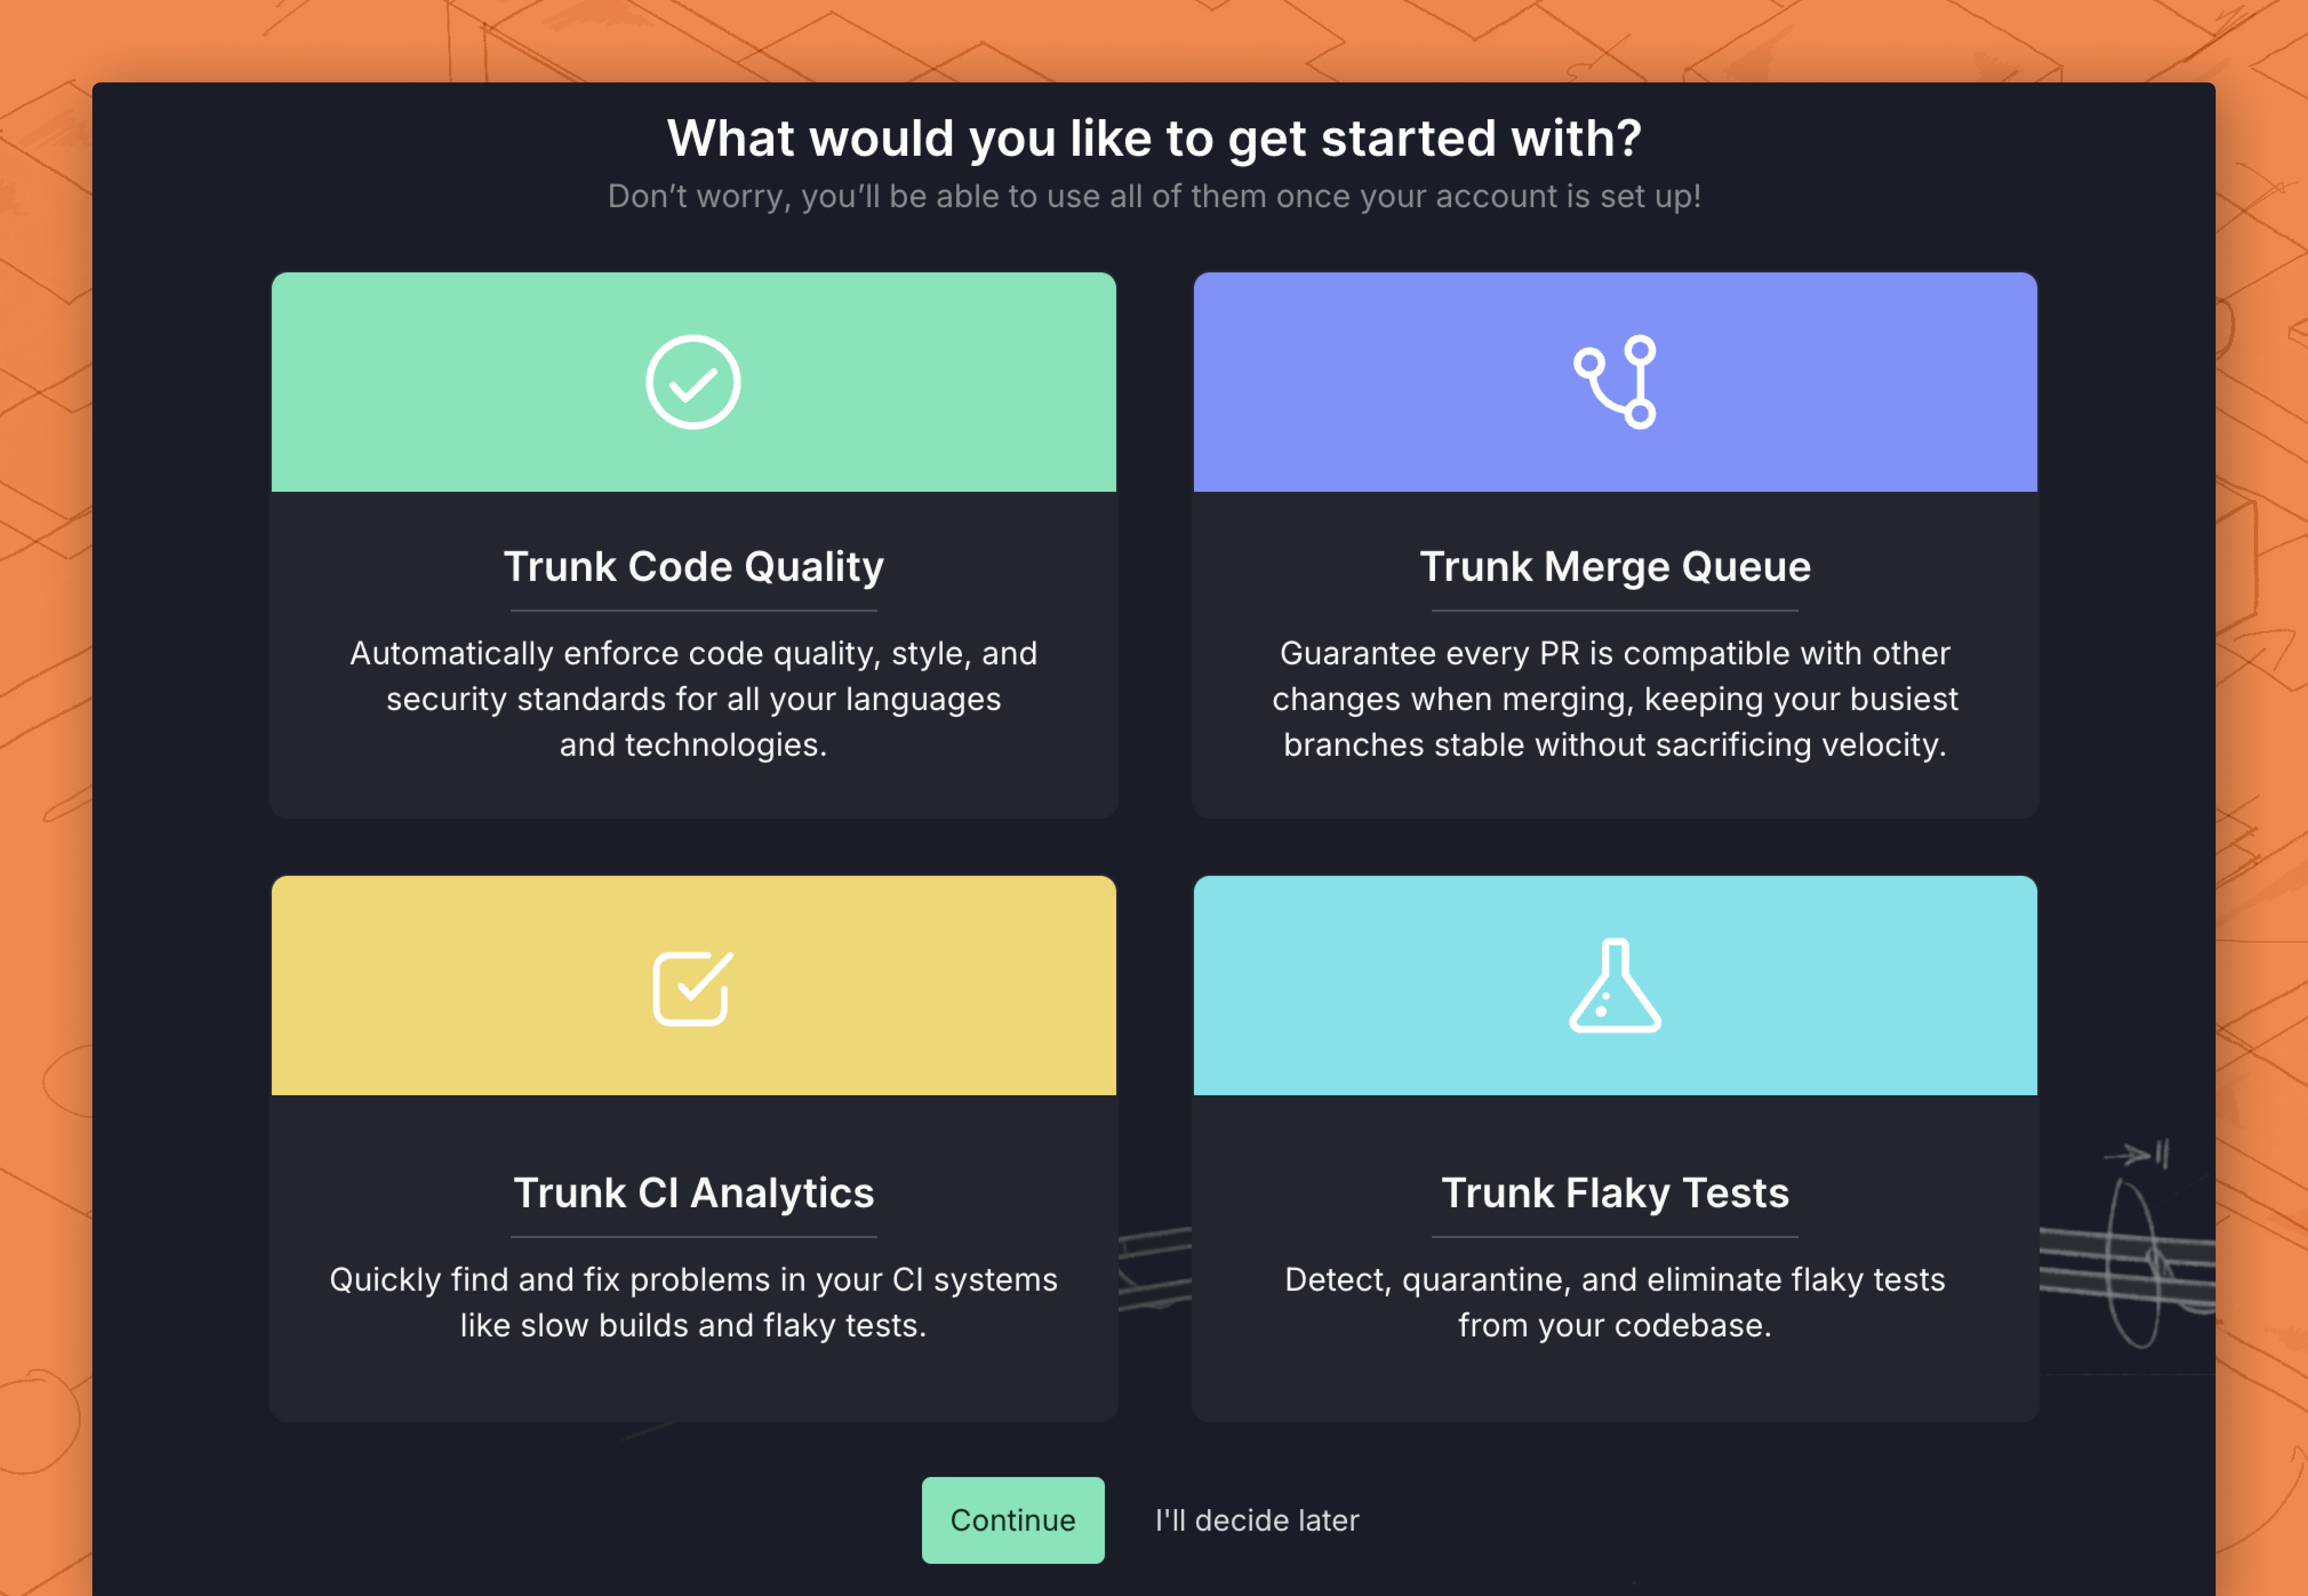 What would you like to get started with?
Don’t worry, you’ll be able to use all of them once your account is set up!
Trunk Code Quality
Automatically enforce code quality, style, and
security standards for all your languages
and technologies.
Trunk Merge Queue
Guarantee every PR is compatible with other
changes when merging, keeping your busiest
branches stable without sacrificing velocity.
Trunk CI Analytics
Quickly find and fix problems in your CI systems
like slow builds and flaky tests.
Trunk Flaky Tests
Detect, quarantine, and eliminate flaky tests
from your codebase.
Continue
I'll decide later